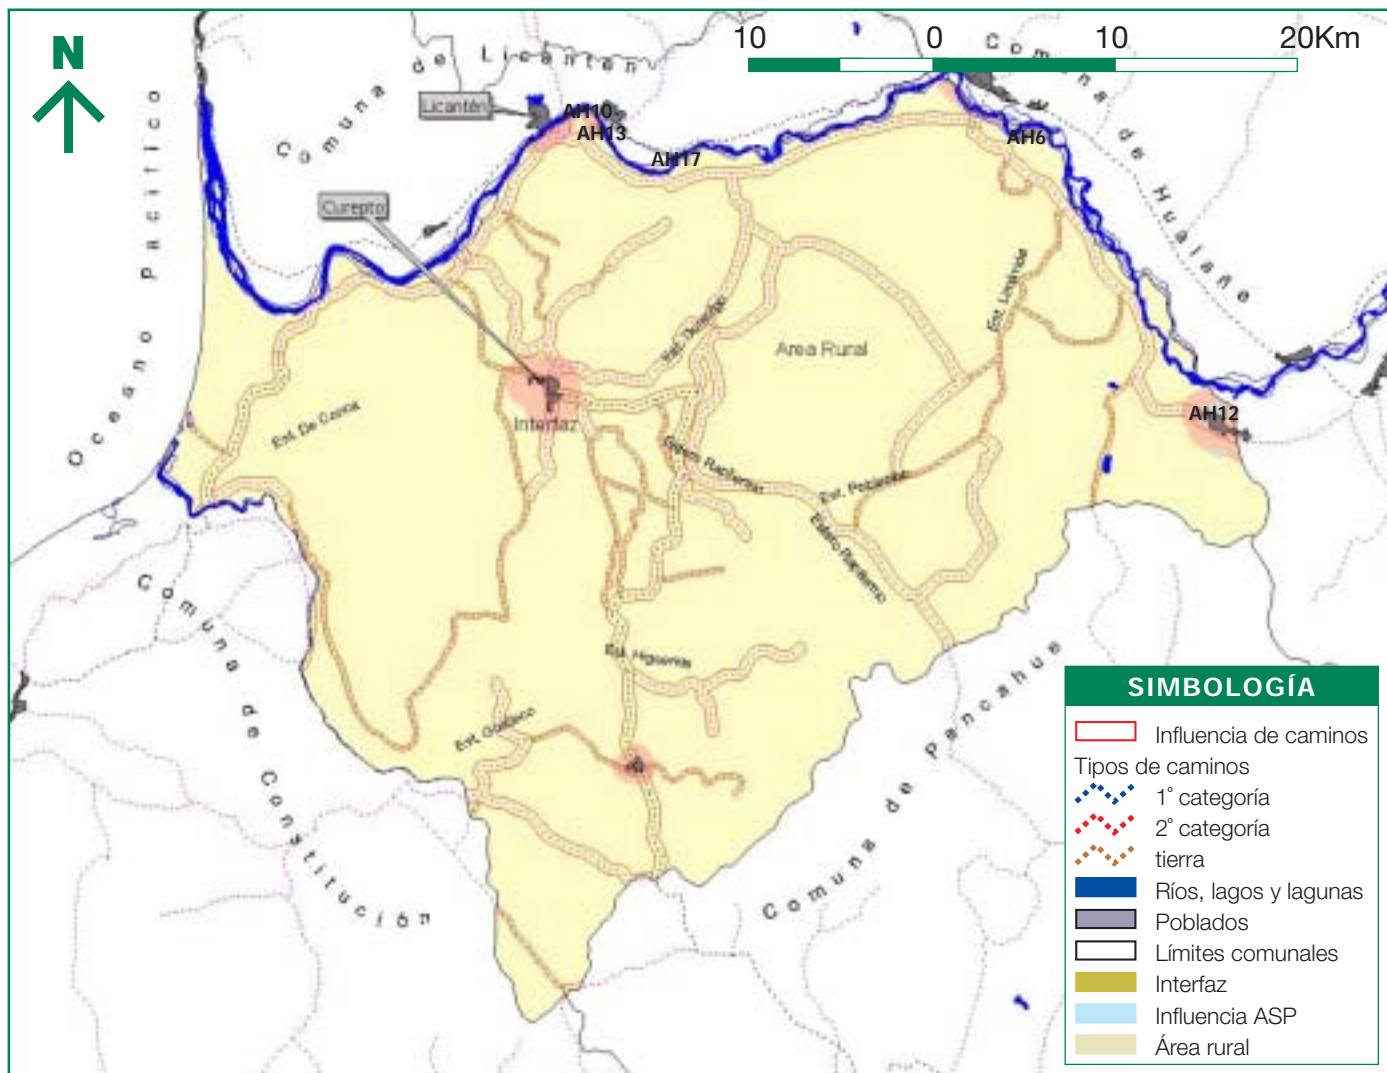 N
10 0 10 20Km
Comuna de Licantén
Comuna de Hualañe
Licantén
AH10
AH13
AH17
AH6
Curepto
Oceano Pacifico
Area Rural
Interfaz
AH12
Comuna de Constitución
Comuna de Pencahue
SIMBOLOGÍA
Influencia de caminos
Tipos de caminos
1° categoría
2° categoría
tierra
Ríos, lagos y lagunas
Poblados
Límites comunales
Interfaz
Influencia ASP
Área rural